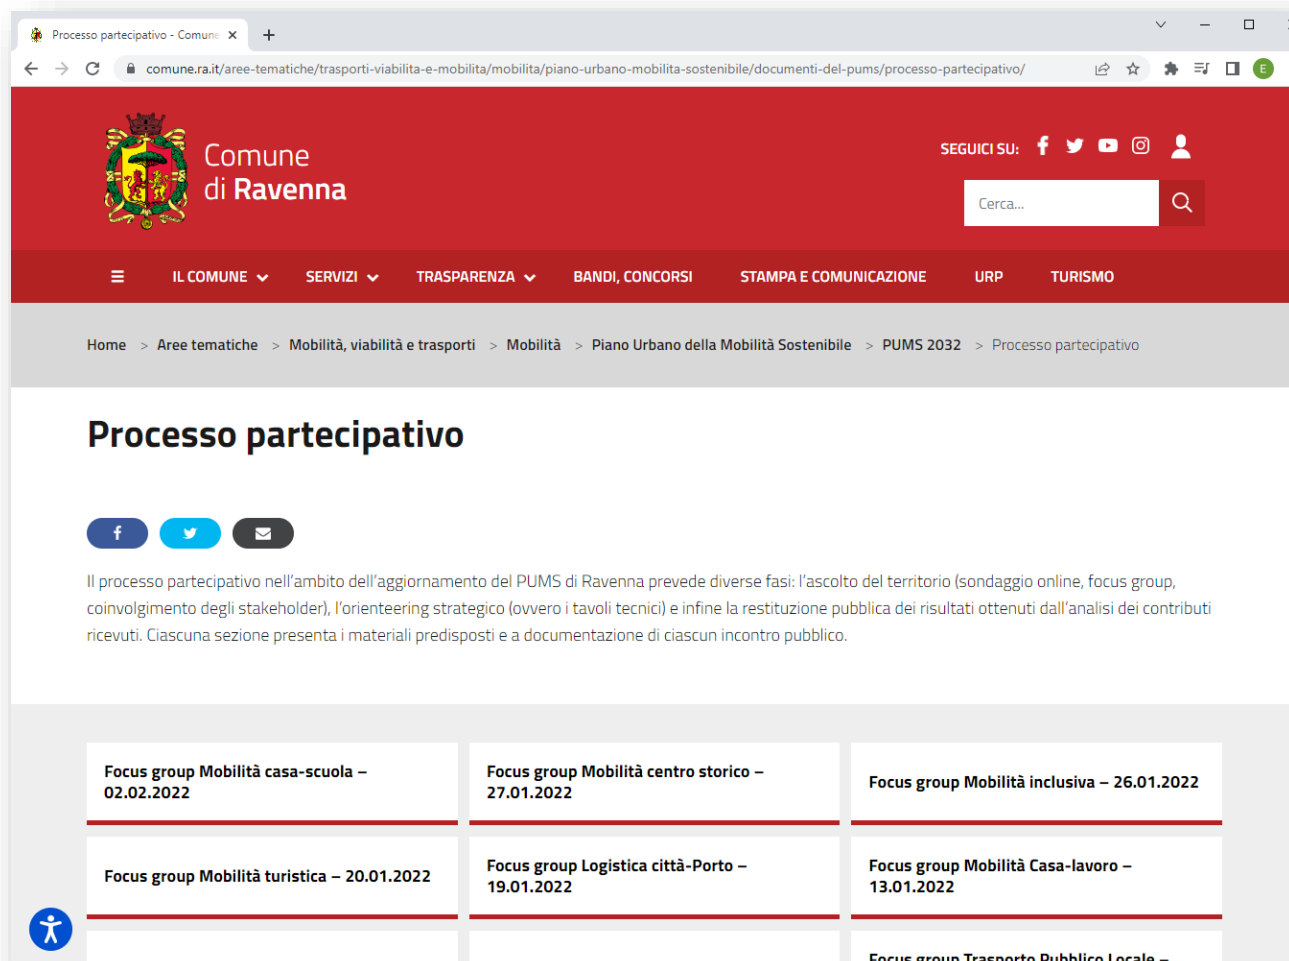 Processo partecipativo - Comune
comune.ra.it/aree-tematiche/trasporti-viabilita-e-mobilita/mobilita/piano-urbano-mobilita-sostenibile/documenti-del-pums/processo-partecipativo/
E
Comune
di Ravenna
SEGUICI SU:
Cerca...
IL COMUNE SERVIZI TRASPARENZA BANDI, CONCORSI STAMPA E COMUNICAZIONE URP TURISMO
Home > Aree tematiche > Mobilità, viabilità e trasporti > Mobilità > Piano Urbano della Mobilità Sostenibile > PUMS 2032 > Processo partecipativo
Processo partecipativo
Il processo partecipativo nell'ambito dell'aggiornamento del PUMS di Ravenna prevede diverse fasi: l'ascolto del territorio (sondaggio online, focus group,
coinvolgimento degli stakeholder), l'orienteering strategico (ovvero i tavoli tecnici) e infine la restituzione pubblica dei risultati ottenuti dall'analisi dei contributi
ricevuti. Ciascuna sezione presenta i materiali predisposti e a documentazione di ciascun incontro pubblico.
Focus group Mobilità casa-scuola –
02.02.2022
Focus group Mobilità centro storico –
27.01.2022
Focus group Mobilità inclusiva – 26.01.2022
Focus group Mobilità turistica – 20.01.2022
Focus group Logistica città-Porto –
19.01.2022
Focus group Mobilità Casa-lavoro –
13.01.2022
Focus group Trasporto Pubblico Locale –